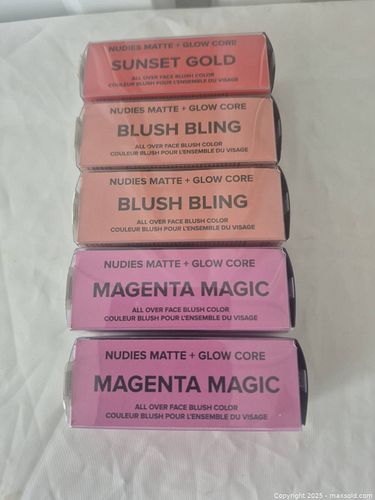 NUDIES MATTE + GLOW CORE
SUNSET GOLD
ALL OVER FACE BLUSH COLOR
COULEUR BLUSH POUR L'ENSEMBLE DU VISAGE
NUDIES MATTE + GLOW CORE
BLUSH BLING
ALL OVER FACE BLUSH COLOR
COULEUR BLUSH POUR L'ENSEMBLE DU VISAGE
NUDIES MATTE + GLOW CORE
BLUSH BLING
ALL OVER FACE BLUSH COLOR
COULEUR BLUSH POUR L'ENSEMBLE DU VISAGE
NUDIES MATTE + GLOW CORE
MAGENTA MAGIC
ALL OVER FACE BLUSH COLOR
COULEUR BLUSH POUR L'ENSEMBLE DU VISAGE
NUDIES MATTE + GLOW CORE
MAGENTA MAGIC
ALL OVER FACE BLUSH COLOR
COULEUR BLUSH POUR L'ENSEMBLE DU VISAGE
Copyright 2025 - maxsold.com